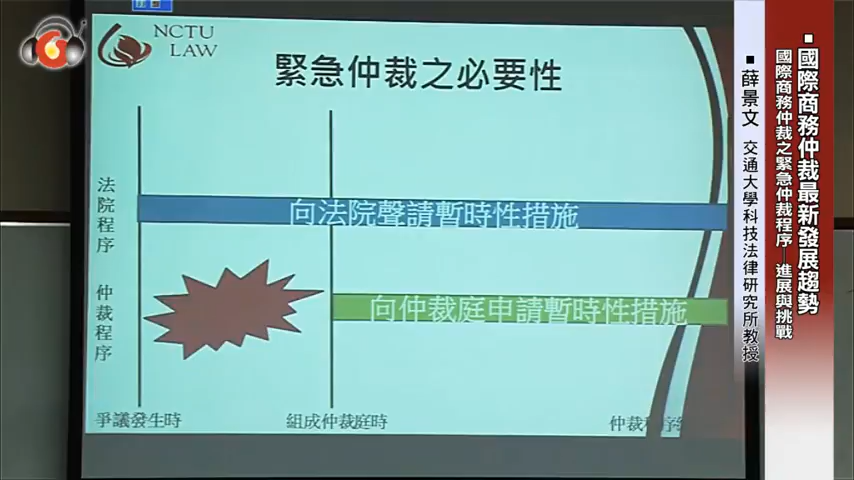 NCTU
LAW
緊急仲裁之必要性
法院程序
向法院聲請暫時性措施
仲裁程序
向仲裁庭申請暫時性措施
爭議發生時
組成仲裁庭時
仲裁程序
國際商務仲裁最新發展趨勢
國際商務仲裁之緊急仲裁程序—進展與挑戰
薛景文 交通大學科技法律研究所教授